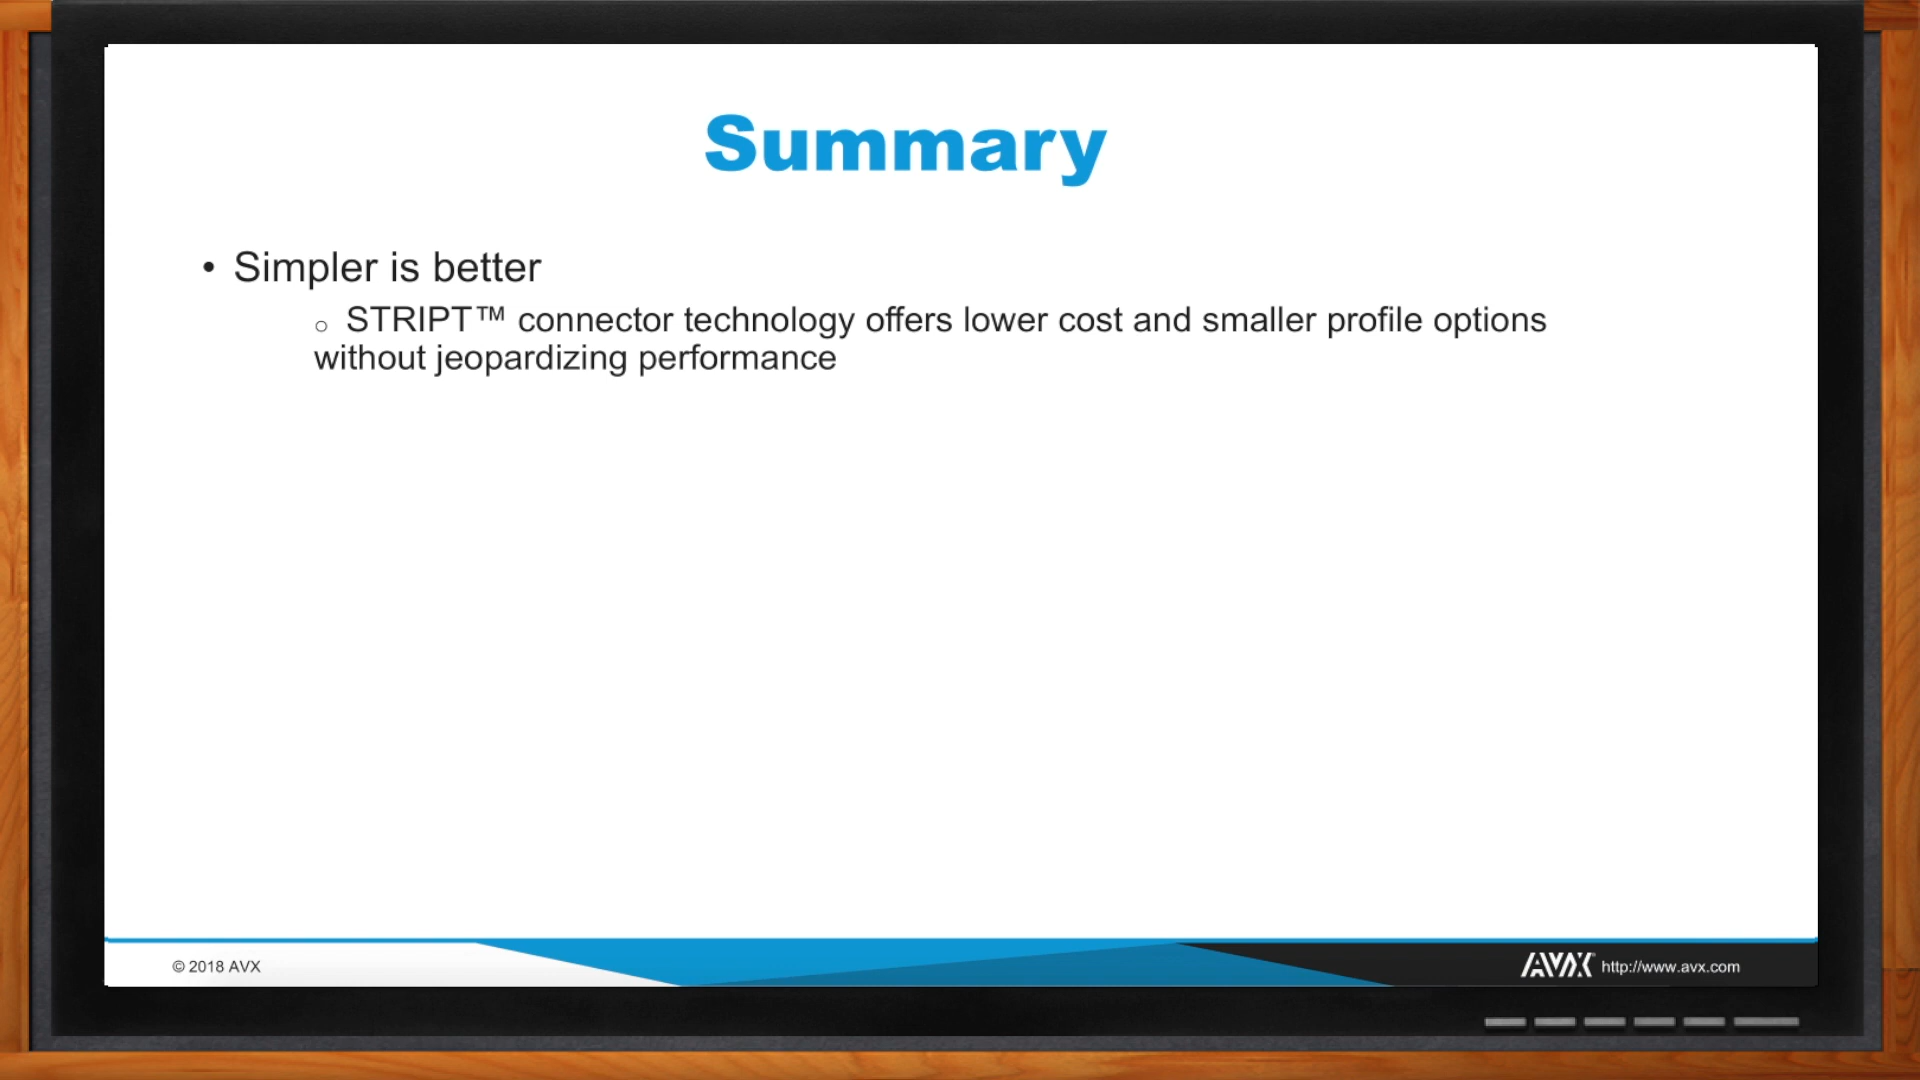 Summary
• Simpler is better
○ STRIPT™ connector technology offers lower cost and smaller profile options
without jeopardizing performance
© 2018 AVX
AVX http://www.avx.com